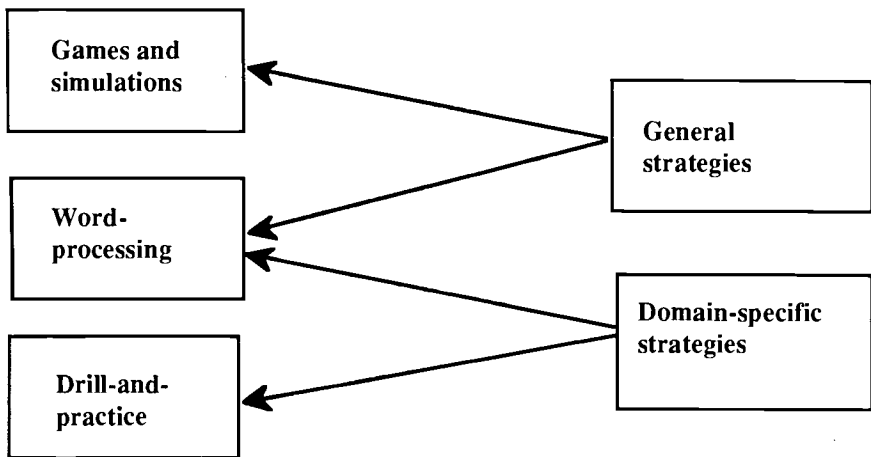 Games and
simulations
General
strategies
Word-
processing
Domain-specific
strategies
Drill-and-
practice